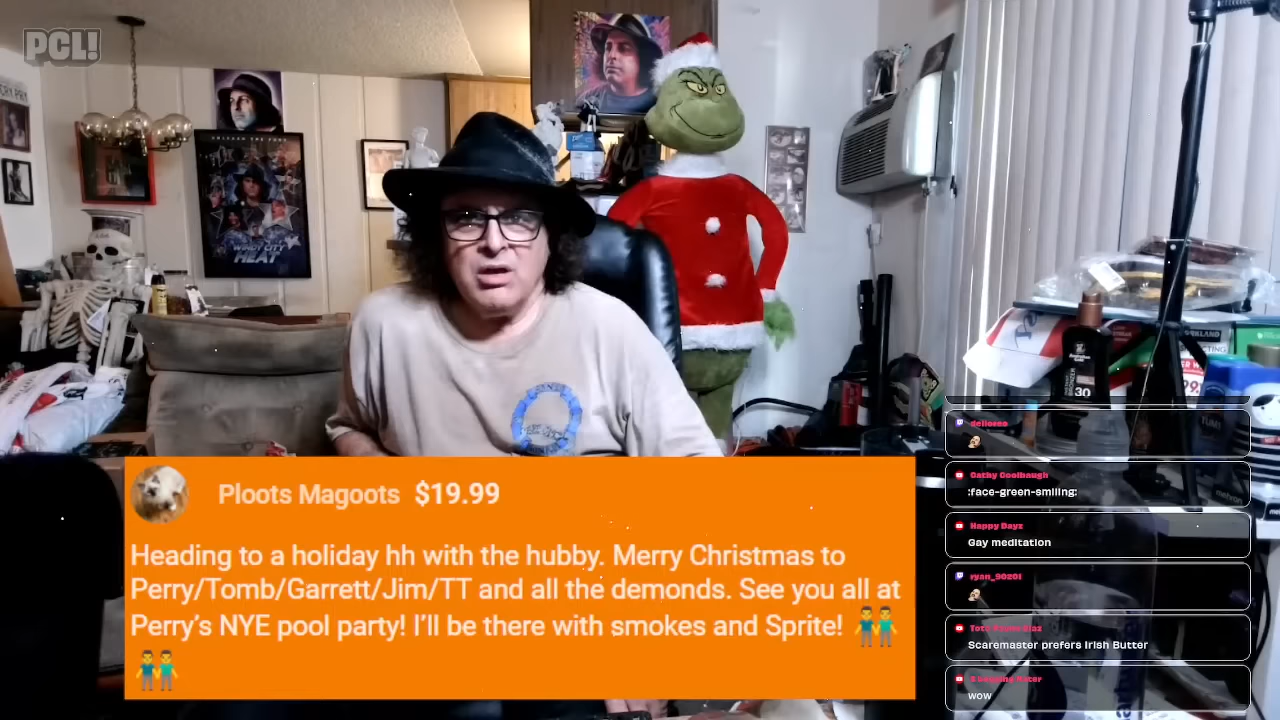 PCL!
WINDY CITY
HEAT
30
Ploots Magoots $19.99
Heading to a holiday hh with the hubby. Merry Christmas to
Perry/Tomb/Garrett/Jim/TT and all the demonds. See you all at
Perry's NYE pool party! I'll be there with smokes and Sprite!
Cathy Coolbaugh
:face-green-smiling:
Happy Dayz
Gay meditation
ryan_90201
Scaremaster prefers Irish Butter
wow